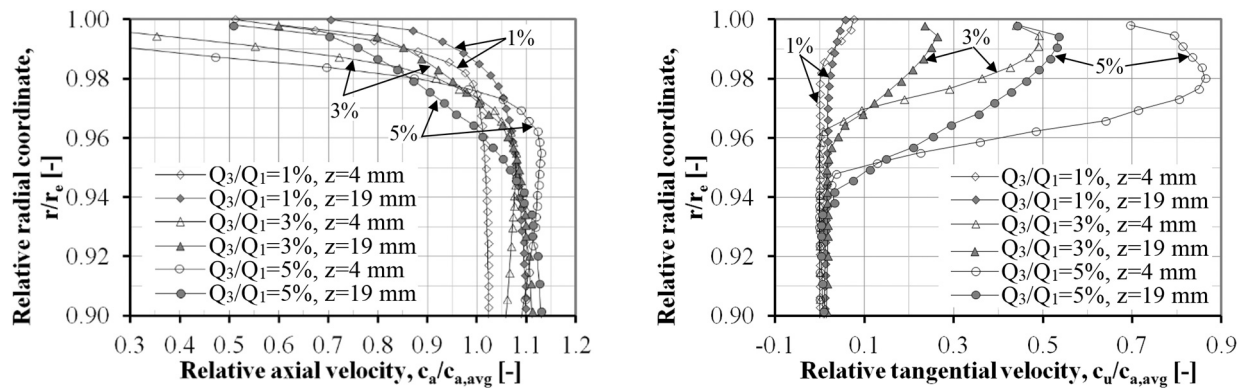 Relative radial coordinate,
r/rₑ [-]
1.00
0.98
0.96
0.94
0.92
0.90
1%
3%
5%
Q₃/Q₁=1%, z=4 mm
Q₃/Q₁=1%, z=19 mm
Q₃/Q₁=3%, z=4 mm
Q₃/Q₁=3%, z=19 mm
Q₃/Q₁=5%, z=4 mm
Q₃/Q₁=5%, z=19 mm
0.3 0.4 0.5 0.6 0.7 0.8 0.9 1.0 1.1 1.2
Relative axial velocity, cₐ/cₐ,ₐᵥg [-]
Relative radial coordinate,
r/rₑ [-]
1.00
0.98
0.96
0.94
0.92
0.90
1%
3%
5%
Q₃/Q₁=1%, z=4 mm
Q₃/Q₁=1%, z=19 mm
Q₃/Q₁=3%, z=4 mm
Q₃/Q₁=3%, z=19 mm
Q₃/Q₁=5%, z=4 mm
Q₃/Q₁=5%, z=19 mm
-0.1 0.1 0.3 0.5 0.7 0.9
Relative tangential velocity, cᵤ/cₐ,ₐᵥg [-]